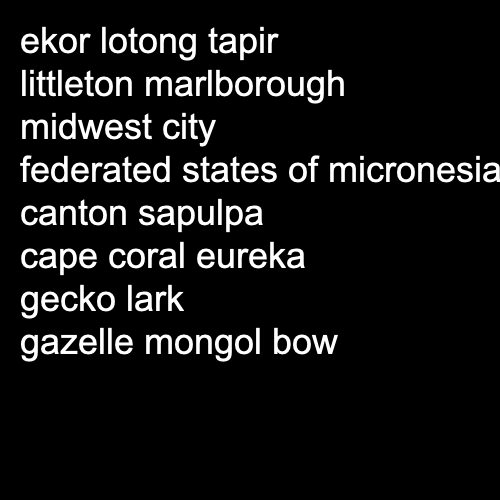 ekor lotong tapir
littleton marlborough
midwest city
federated states of micronesia
canton sapulpa
cape coral eureka
gecko lark
gazelle mongol bow